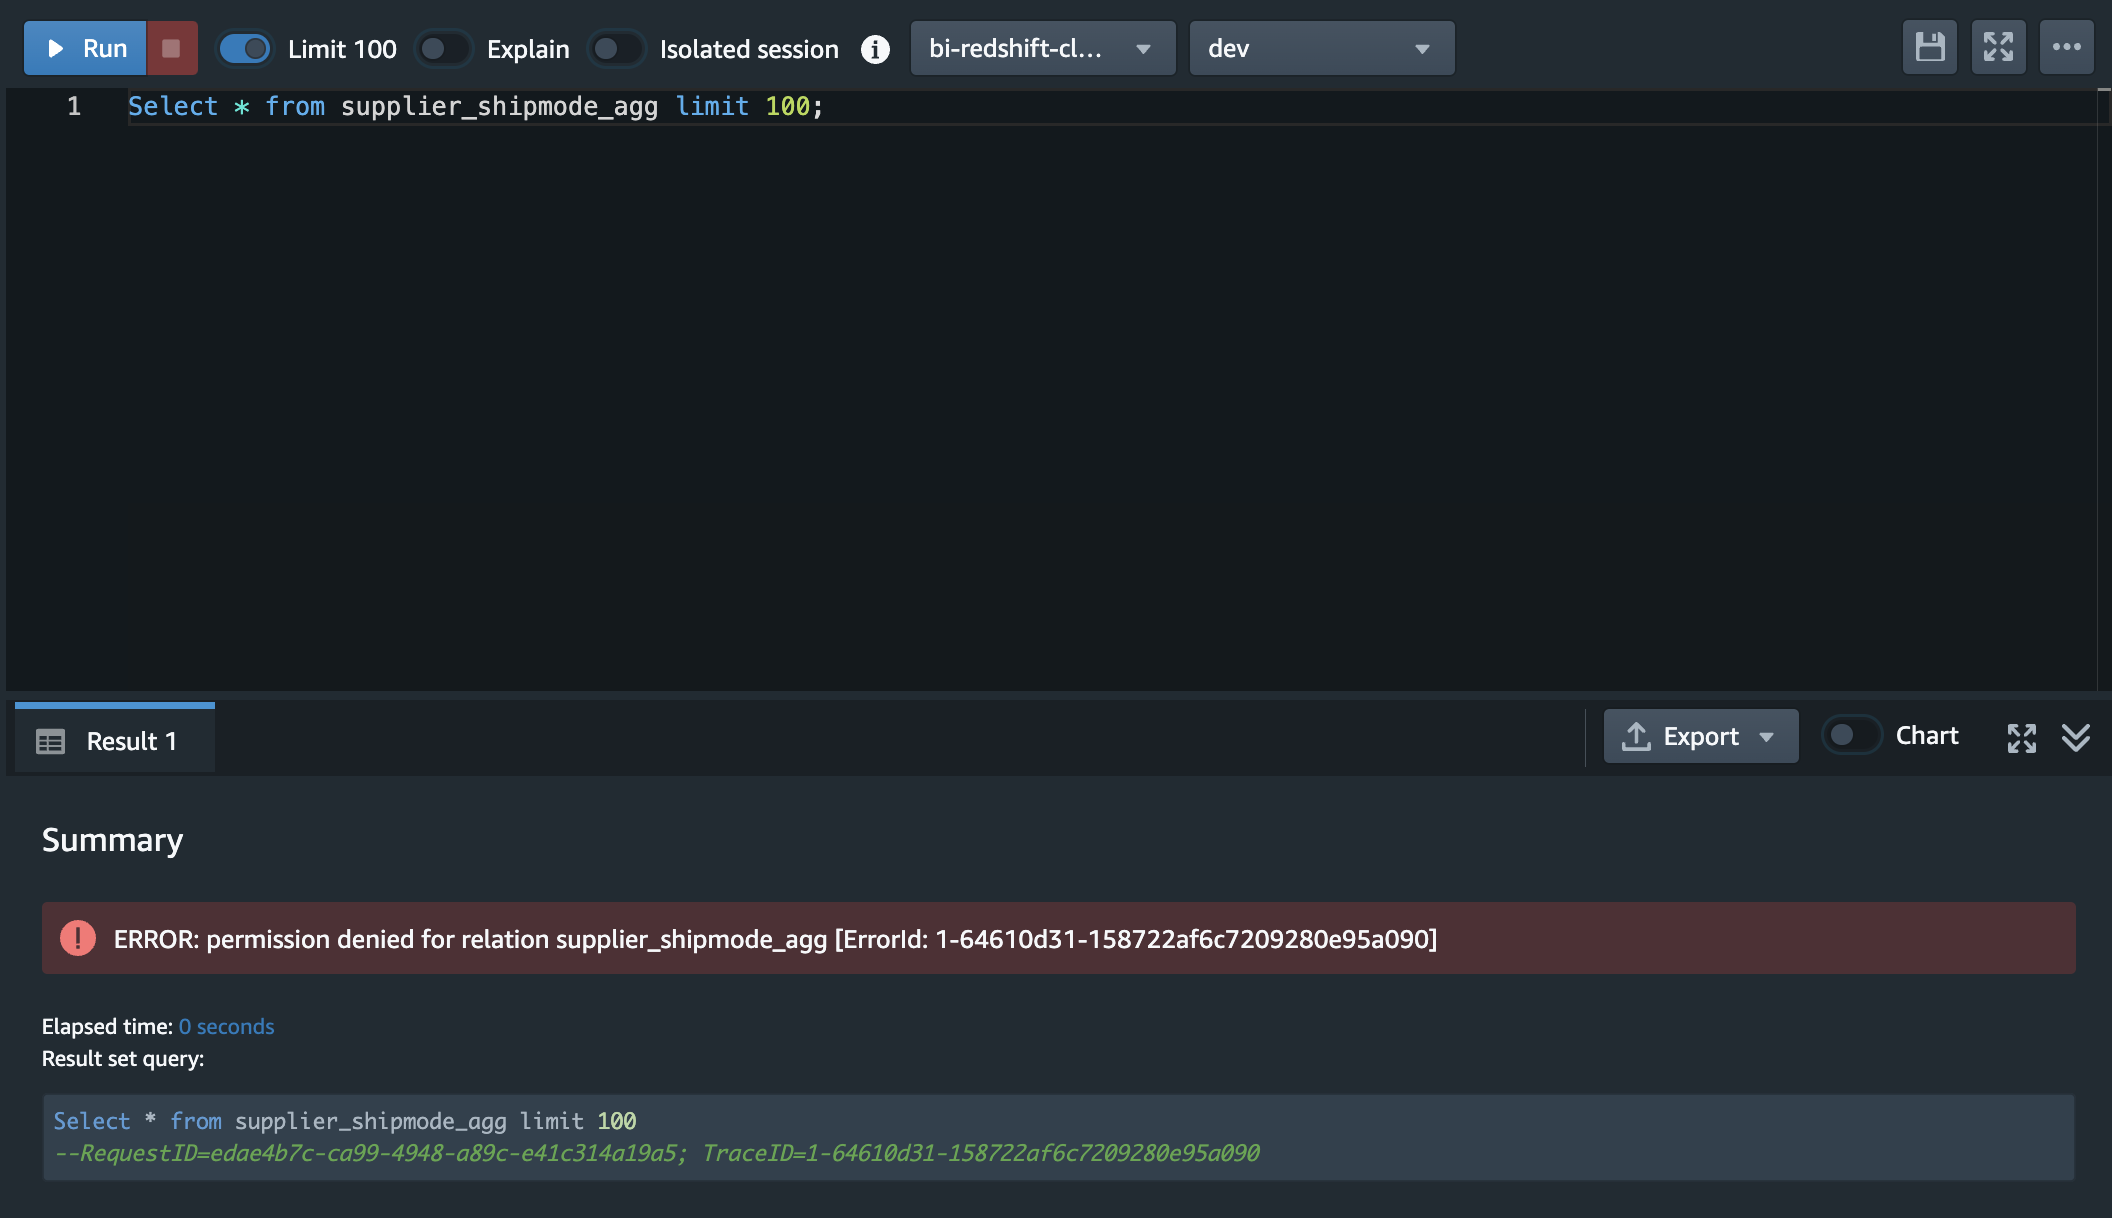 Run Limit 100 Explain Isolated session i bi-redshift-cl... dev
1 Select * from supplier_shipmode_agg limit 100;
Result 1 Export Chart
Summary
ERROR: permission denied for relation supplier_shipmode_agg [ErrorId: 1-64610d31-158722af6c7209280e95a090]
Elapsed time: 0 seconds
Result set query:
Select * from supplier_shipmode_agg limit 100
--RequestID=edae4b7c-ca99-4948-a89c-e41c314a19a5; TraceID=1-64610d31-158722af6c7209280e95a090